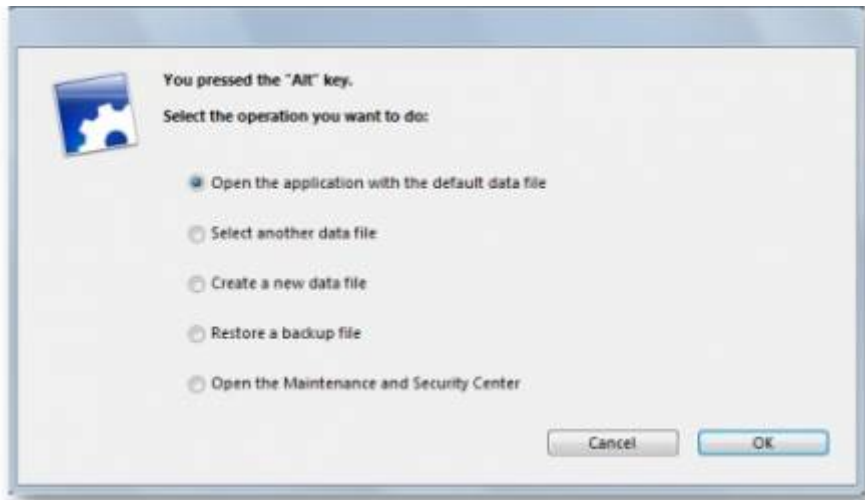 You pressed the "Alt" key.
Select the operation you want to do:
Open the application with the default data file
Select another data file
Create a new data file
Restore a backup file
Open the Maintenance and Security Center
Cancel
OK